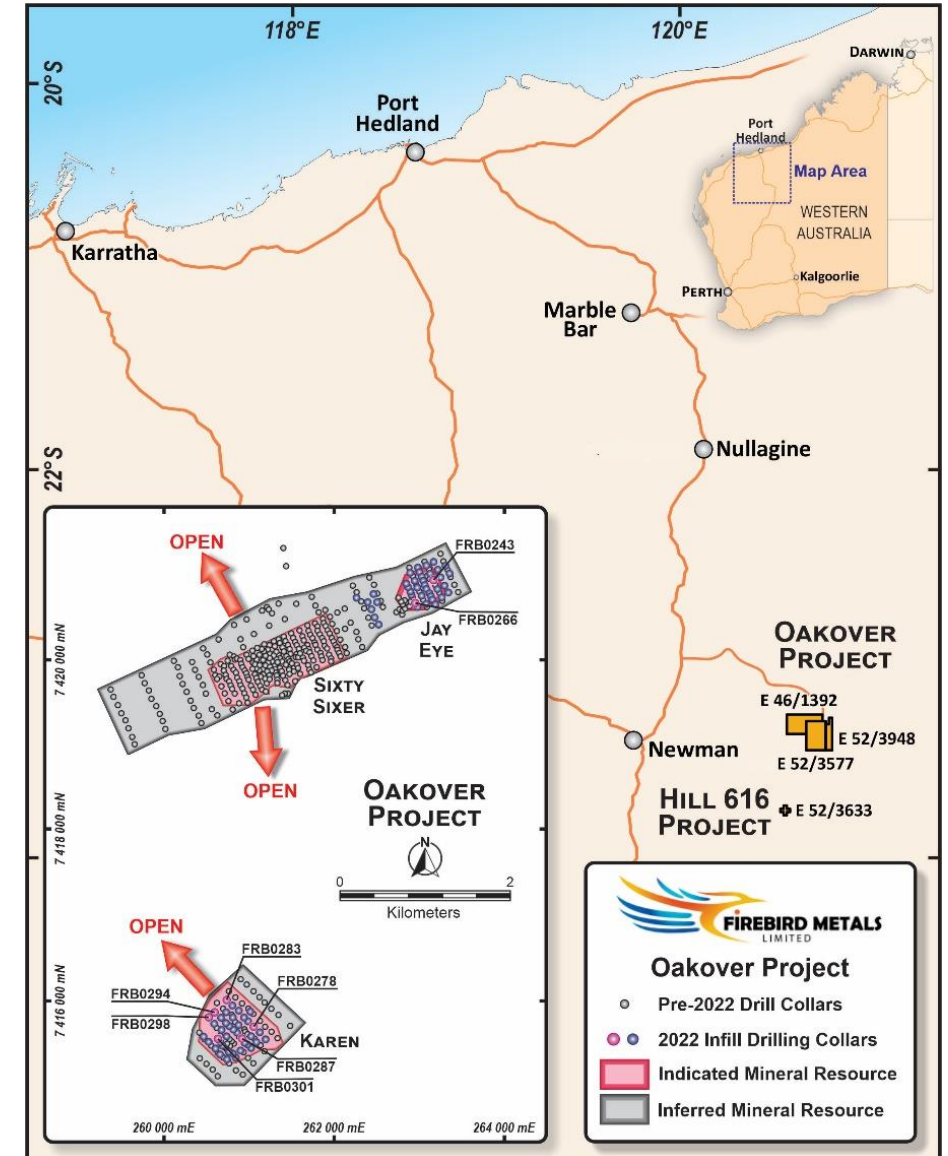 118°E
120°E
20°S
22°S
DARWIN
Port
Hedland
Port
Hedland
Map Area
WESTERN
AUSTRALIA
Kalgoorlie
PERTH
Karratha
Marble
Bar
Nullagine
OAKOVER
PROJECT
E 46/1392
E 52/3948
E 52/3577
Newman
HILL 616
PROJECT
E 52/3633
OPEN
FRB0243
FRB0266
JAY
EYE
SIXTY
SIXER
OPEN
7 420 000 mN
OAKOVER
PROJECT
N
0
2
Kilometers
7 418 000 mN
OPEN
FRB0283
FRB0278
FRB0294
FRB0298
KAREN
FRB0287
FRB0301
7 416 000 mN
260 000 mE
262 000 mE
264 000 mE
FIREBIRD METALS
LIMITED
Oakover Project
Pre-2022 Drill Collars
2022 Infill Drilling Collars
Indicated Mineral Resource
Inferred Mineral Resource